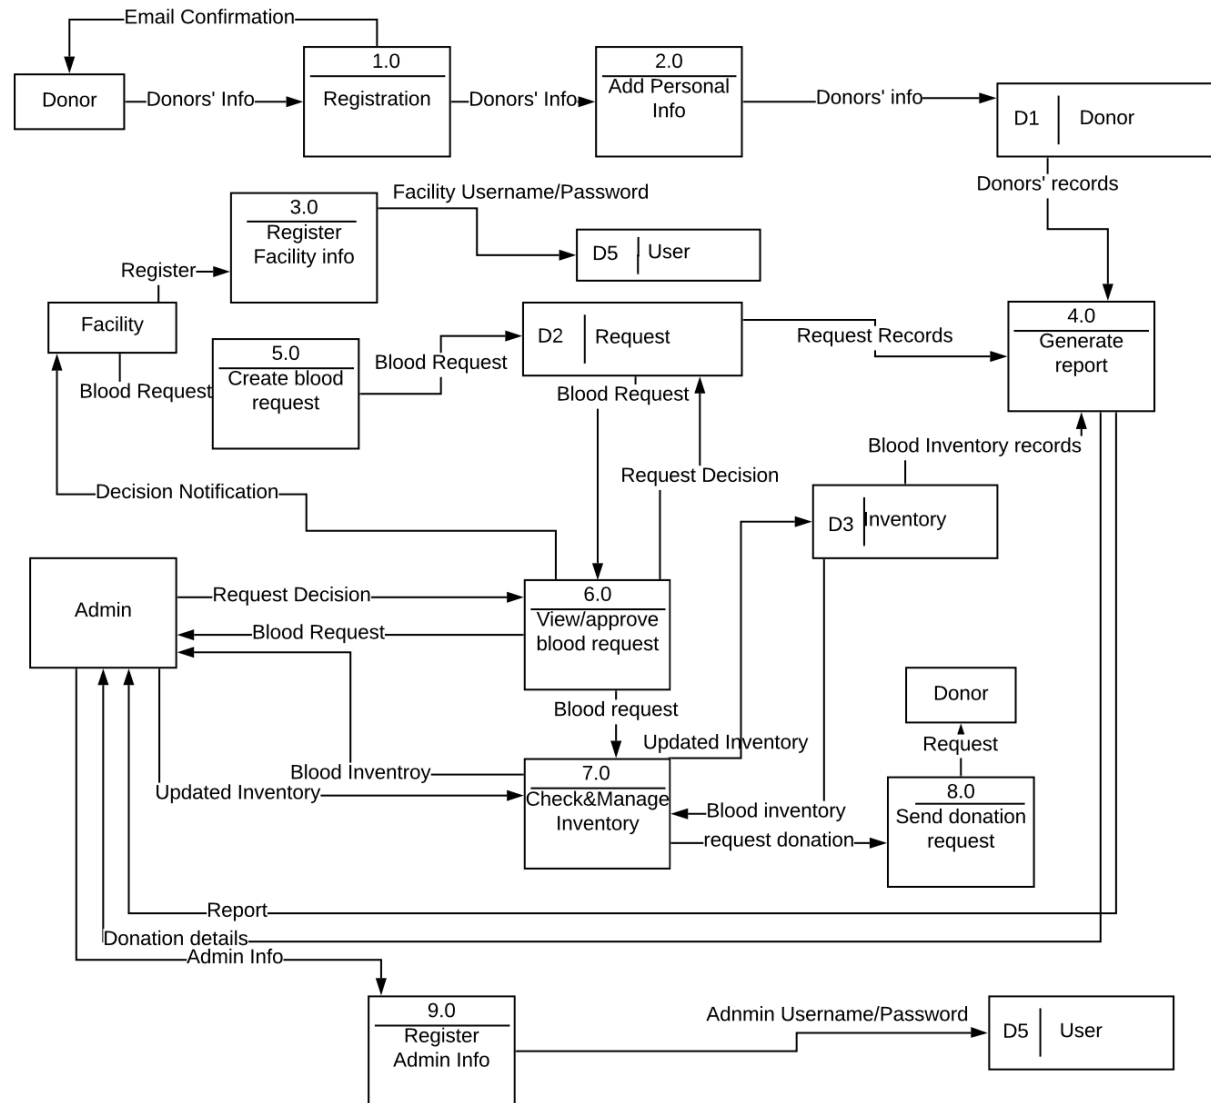 Email Confirmation
1.0
Registration
2.0
Add Personal
Info
Donor
Donors' Info
Donors' Info
Donors' info
D1
Donor
Donors' records
3.0
Register
Facility info
Facility Username/Password
D5
User
Register
Facility
D2
Request
Request Records
4.0
Generate
report
5.0
Create blood
request
Blood Request
Blood Request
Blood Request
Blood Inventory records
Request Decision
Decision Notification
D3
Inventory
Admin
Request Decision
6.0
View/approve
blood request
Blood Request
Donor
Blood request
Updated Inventory
Request
Blood Inventroy
Updated Inventory
7.0
Check&Manage
Inventory
Blood inventory
request donation
8.0
Send donation
request
Report
Donation details
Admin Info
9.0
Register
Admin Info
Adnmin Username/Password
D5
User